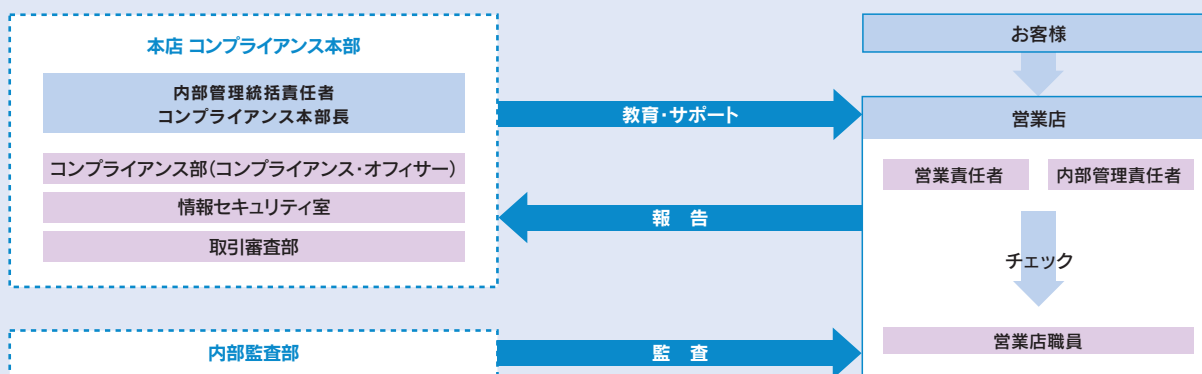 本店 コンプライアンス本部
内部管理統括責任者
コンプライアンス本部長
コンプライアンス部(コンプライアンス・オフィサー)
情報セキュリティ室
取引審査部
教育・サポート
報　告
お客様
営業店
営業責任者
内部管理責任者
チェック
営業店職員
内部監査部
監　査